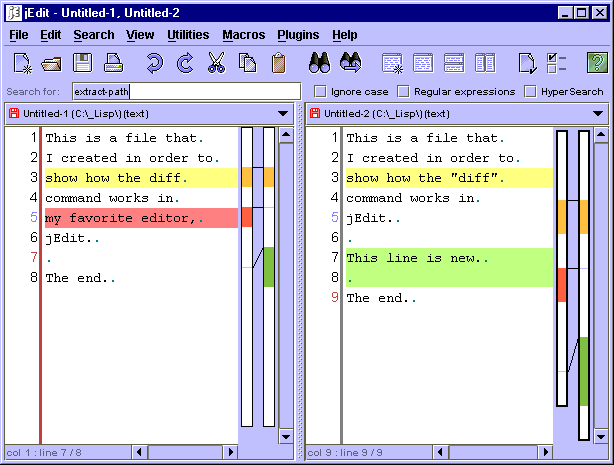 jEdit - Untitled-1, Untitled-2
File Edit Search View Utilities Macros Plugins Help
Search for: extract-path Ignore case Regular expressions HyperSearch
Untitled-1 (C:\_Lisp\)(text)
1 This is a file that.
2 I created in order to.
3 show how the diff.
4 command works in.
5 my favorite editor,.
6 jEdit..
7 .
8 The end..
col 1 : line 7 / 8
Untitled-2 (C:\_Lisp\)(text)
1 This is a file that.
2 I created in order to.
3 show how the "diff".
4 command works in.
5 jEdit..
6 .
7 This line is new..
8 .
9 The end..
col 9 : line 9 / 9